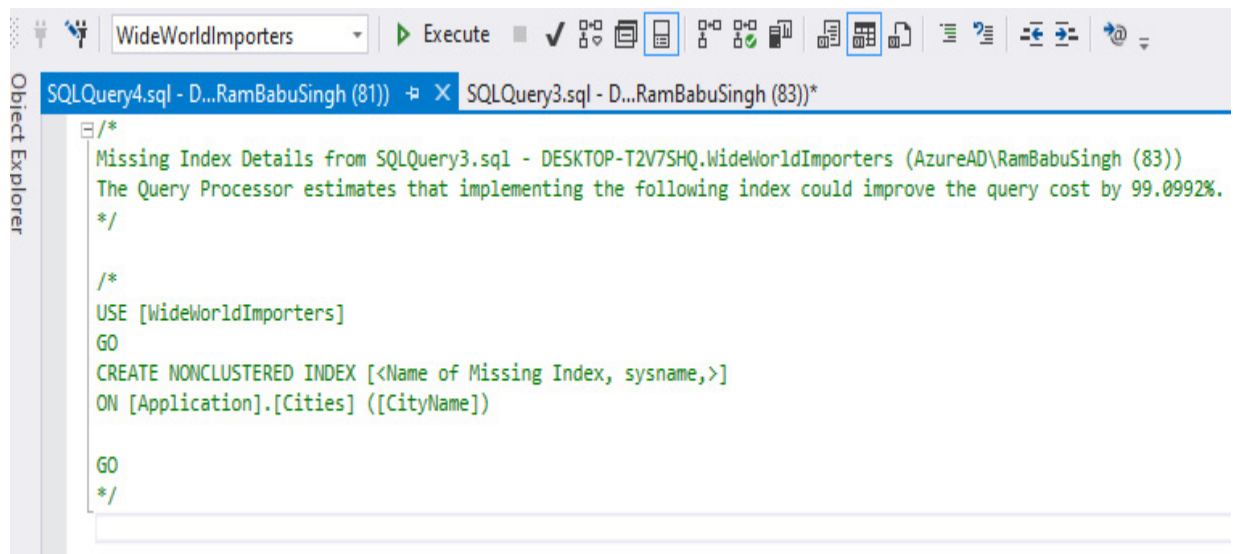 WideWorldImporters
Execute
Object Explorer
SQLQuery4.sql - D...RamBabuSingh (81))
SQLQuery3.sql - D...RamBabuSingh (83))*
/*
Missing Index Details from SQLQuery3.sql - DESKTOP-T2V7SHQ.WideWorldImporters (AzureAD\RamBabuSingh (83))
The Query Processor estimates that implementing the following index could improve the query cost by 99.0992%.
*/
/*
USE [WideWorldImporters]
GO
CREATE NONCLUSTERED INDEX [<Name of Missing Index, sysname,>]
ON [Application].[Cities] ([CityName])
GO
*/